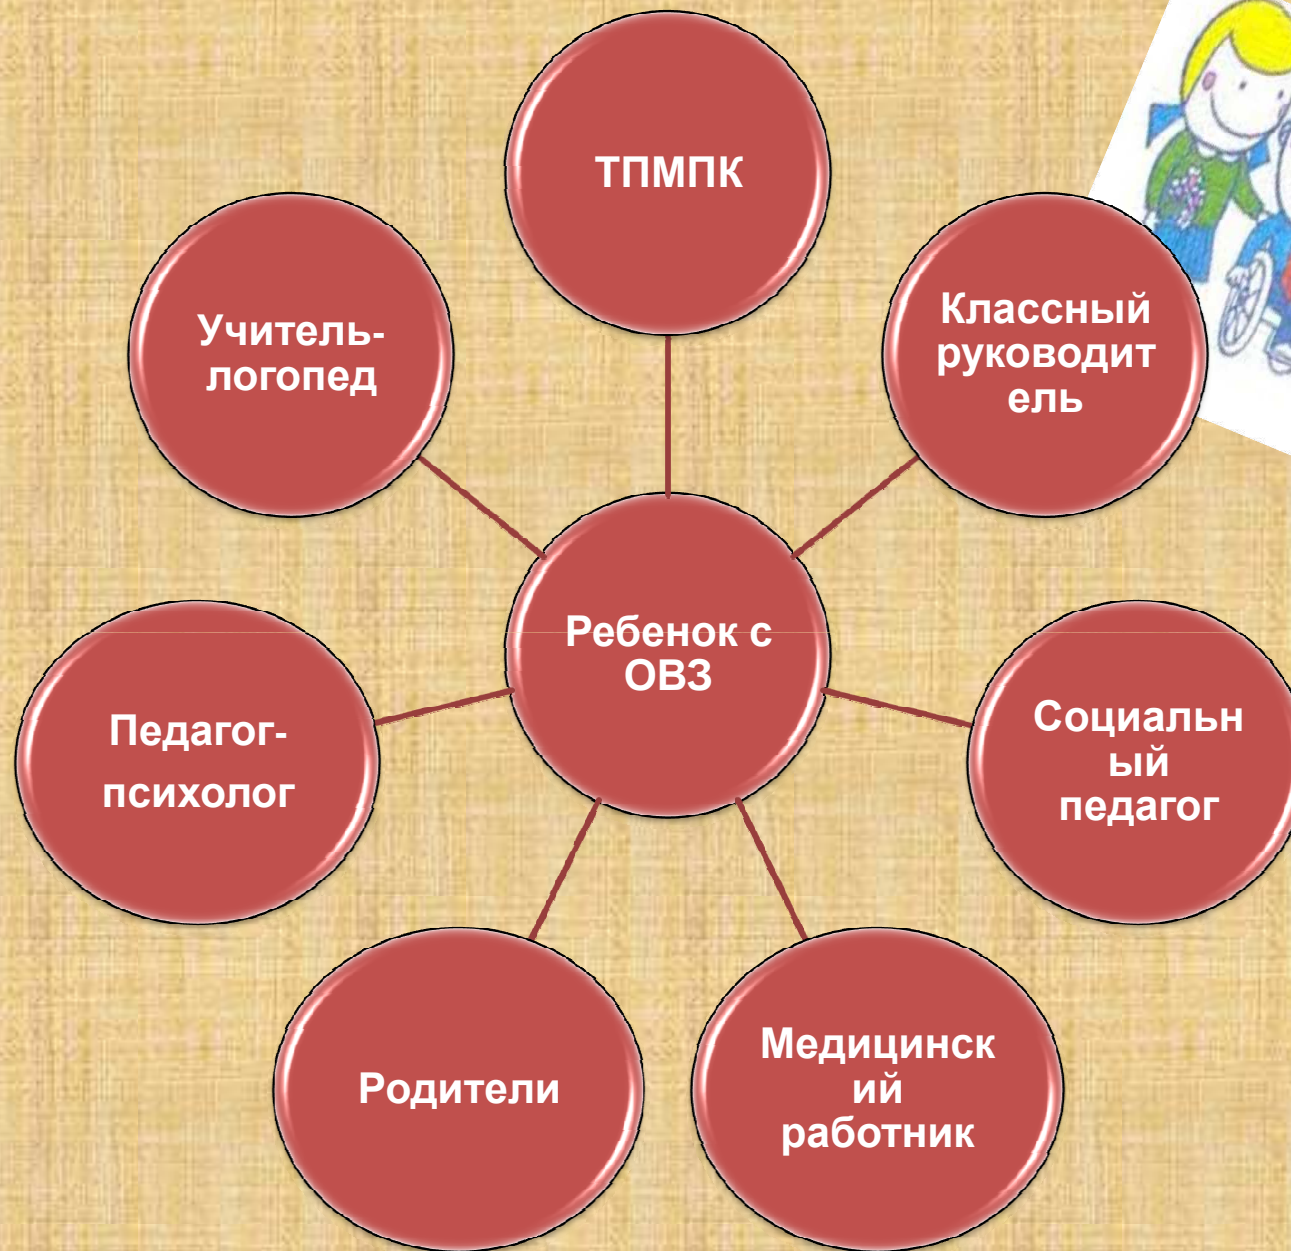 ТПМПК
Учитель-
логопед
Классный
руководит
ель
Ребенок с
ОВЗ
Педагог-
психолог
Социальн
ый
педагог
Родители
Медицинск
ий
работник